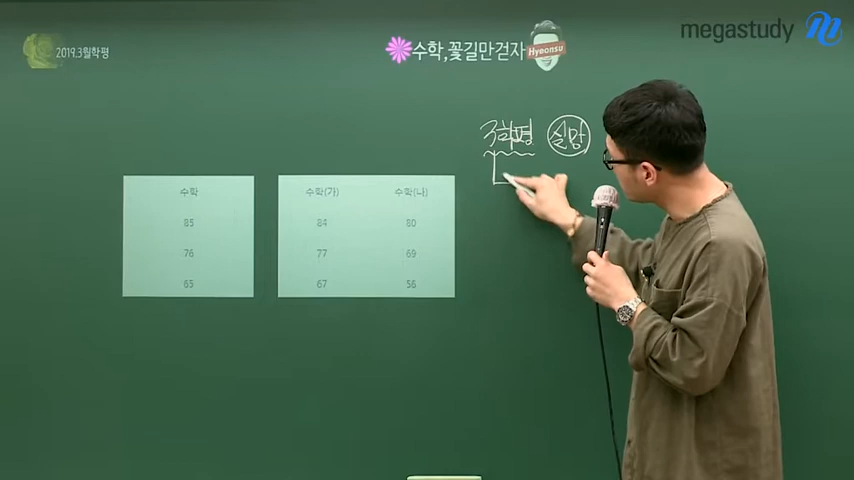 megastudy
2019.3월학평
수학,꽃길만걷자
Hyeonsu
3학평 실망
수학
85
76
65
수학(가) 수학(나)
84 80
77 69
67 56